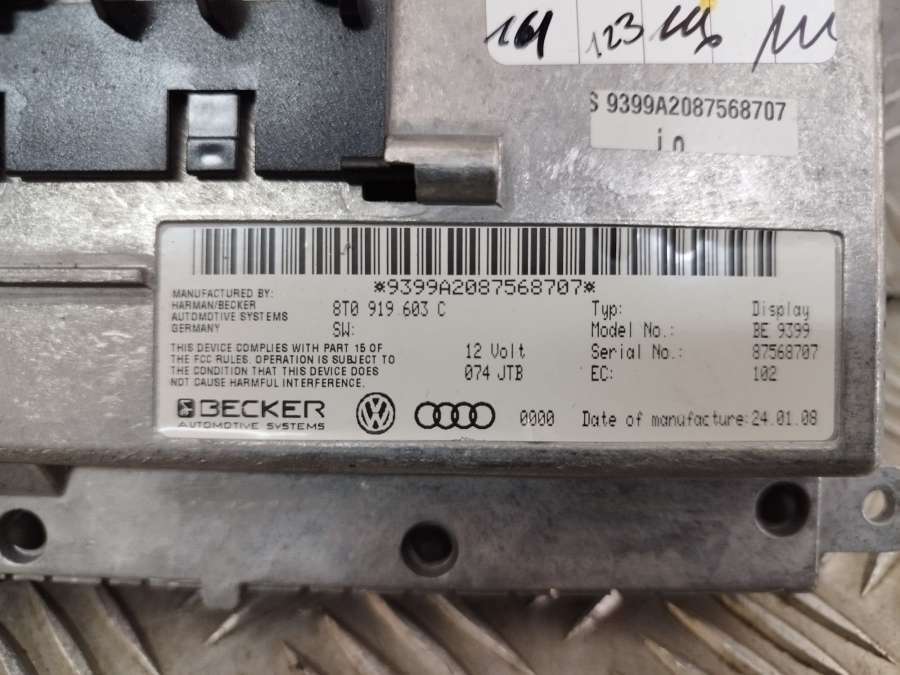 161 123
S 9399A2087568707
*9399A2087568707*
MANUFACTURED BY:
HARMAN/BECKER
AUTOMOTIVE SYSTEMS
GERMANY
8T0 919 603 C
SW:
Typ: Display
Model No.: BE 9399
12 Volt
Serial No.: 87568707
074 JTB
EC: 102
THIS DEVICE COMPLIES WITH PART 15 OF
THE FCC RULES. OPERATION IS SUBJECT TO
THE CONDITION THAT THIS DEVICE DOES
NOT CAUSE HARMFUL INTERFERENCE.
BECKER
AUTOMOTIVE SYSTEMS
0000
Date of manufacture: 24.01.08